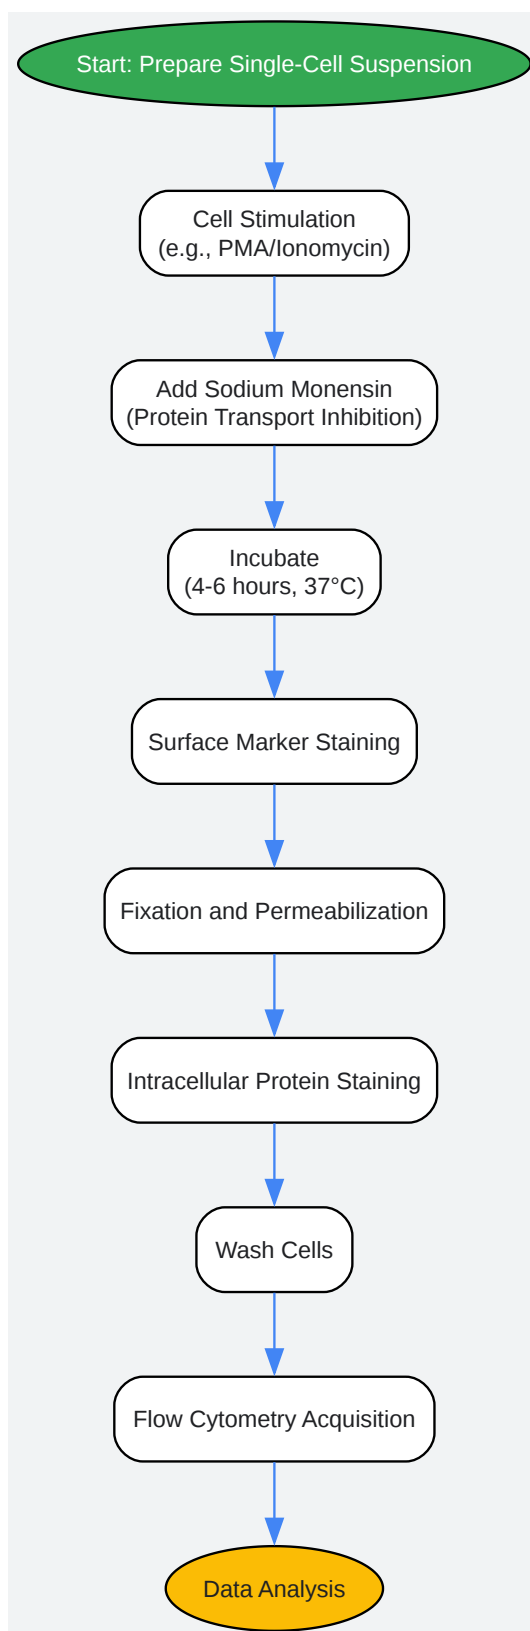 Start: Prepare Single-Cell Suspension
Cell Stimulation
(e.g., PMA/Ionomycin)
Add Sodium Monensin
(Protein Transport Inhibition)
Incubate
(4-6 hours, 37°C)
Surface Marker Staining
Fixation and Permeabilization
Intracellular Protein Staining
Wash Cells
Flow Cytometry Acquisition
Data Analysis